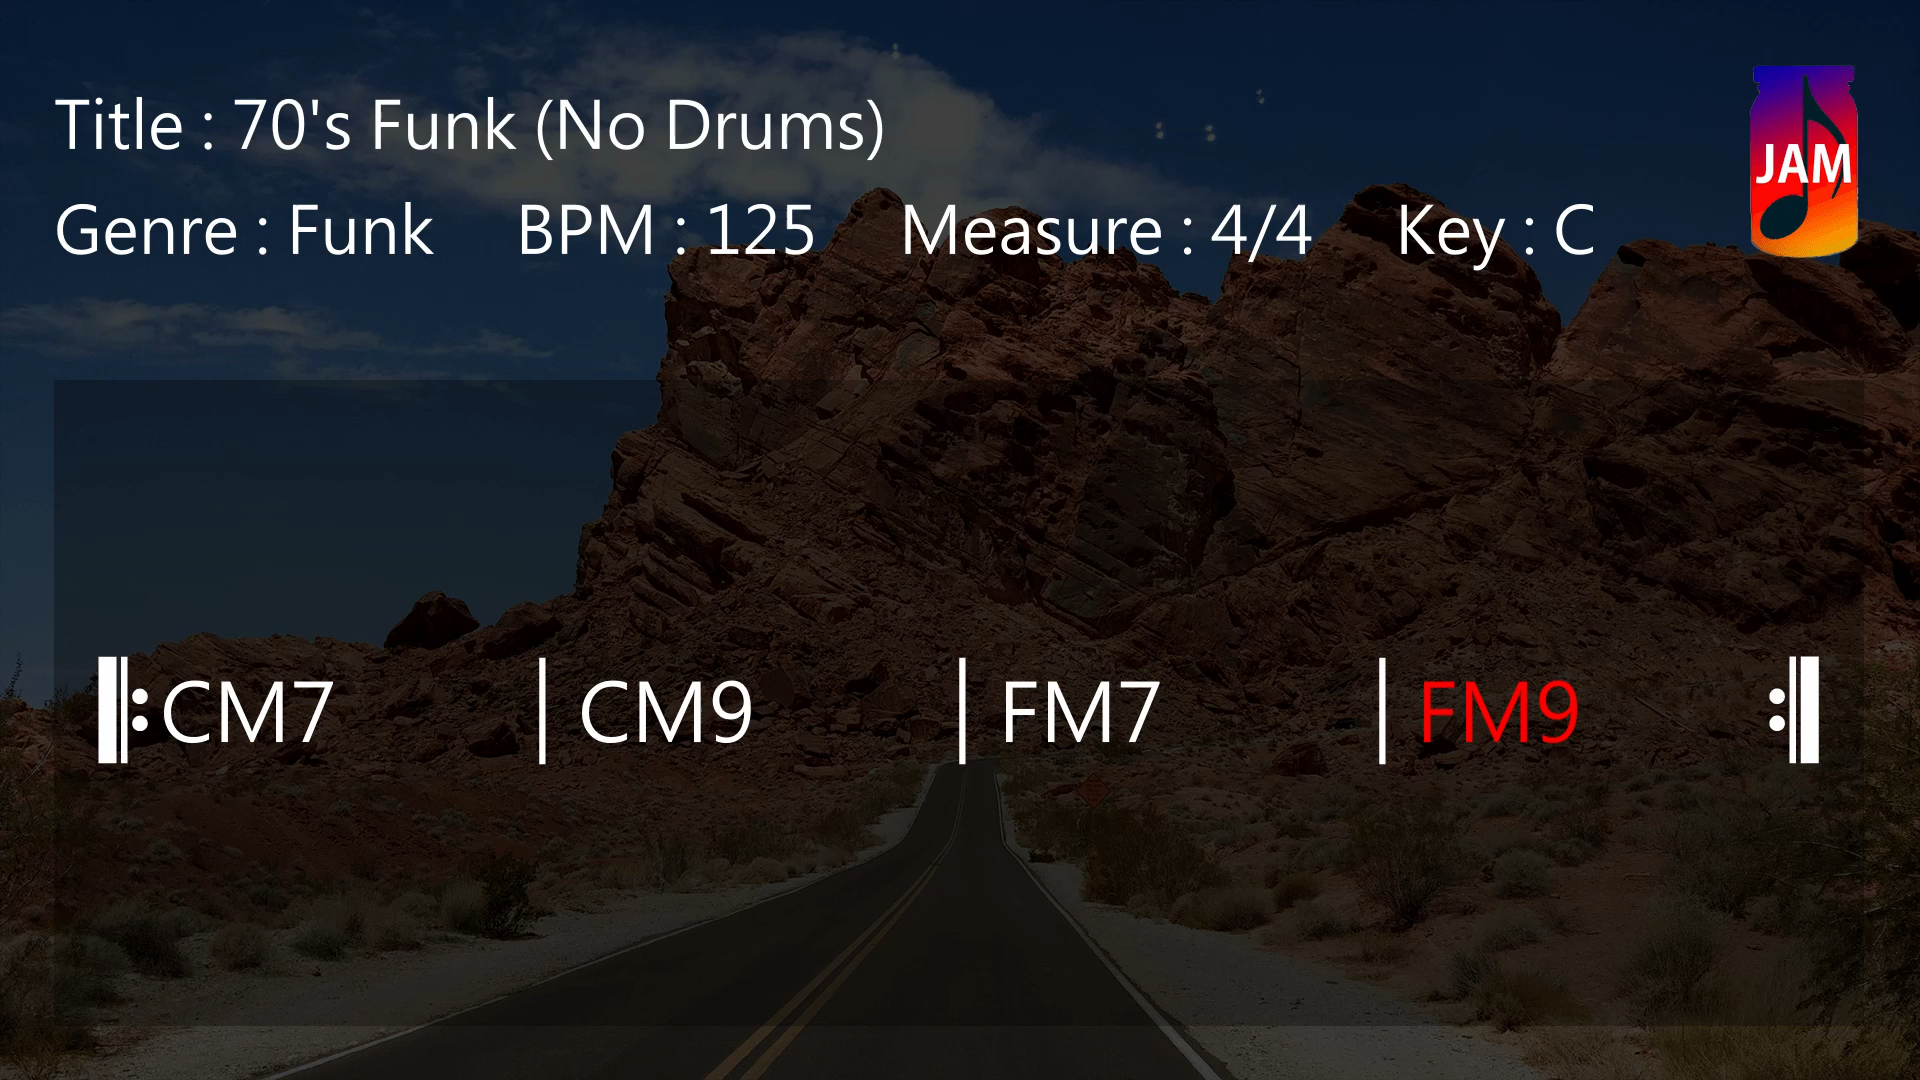 Title : 70's Funk (No Drums)
JAM
Genre : Funk BPM : 125 Measure : 4/4 Key : C
CM7 CM9 FM7 FM9